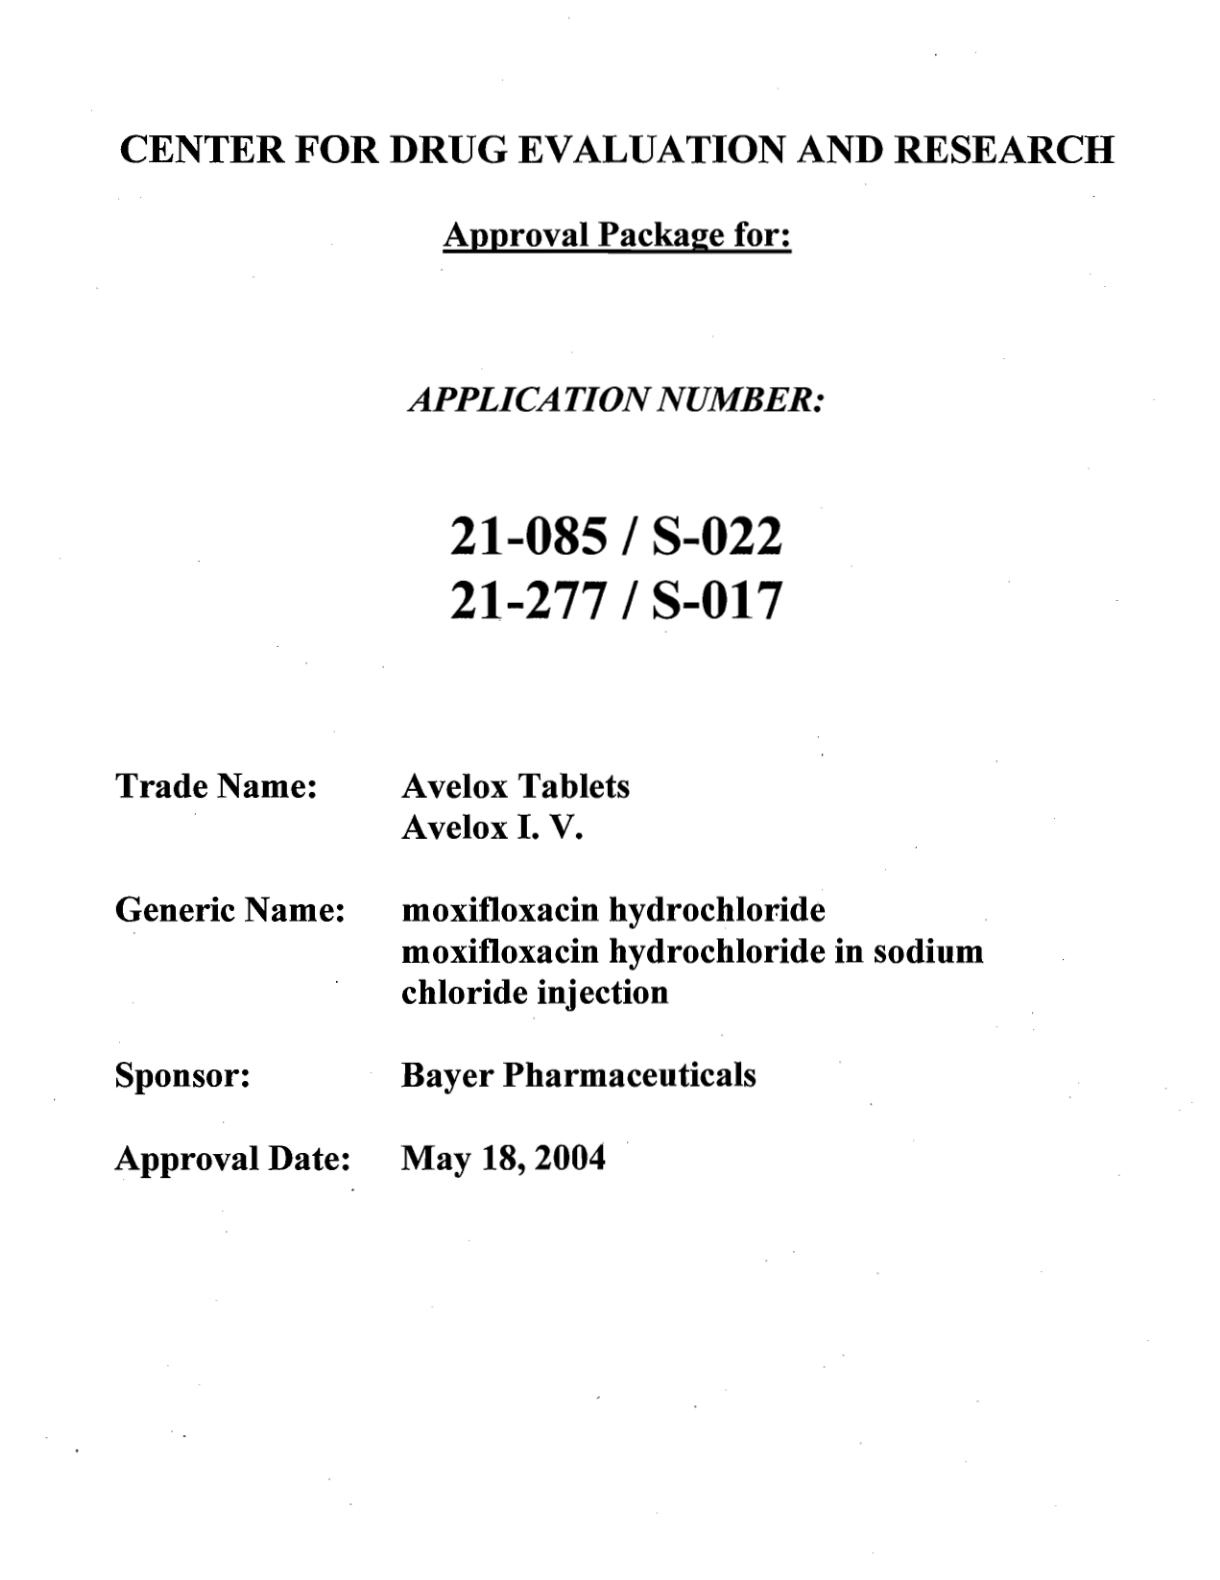 CENTER FOR DRUG EVALUATION AND RESEARCH
Approval Package for:
APPLICATION NUMBER:
21-085 / S-022
21-277 / S-017
Trade Name: Avelox Tablets
Avelox I. V.
Generic Name: moxifloxacin hydrochloride
moxifloxacin hydrochloride in sodium
chloride injection
Sponsor: Bayer Pharmaceuticals
Approval Date: May 18, 2004